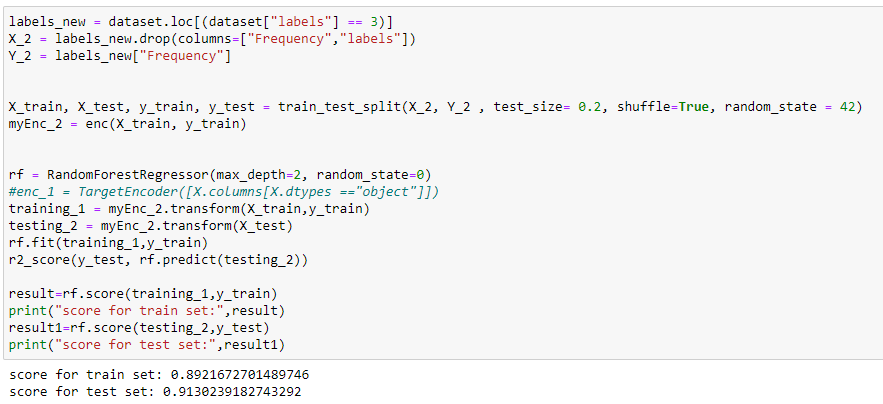 labels_new = dataset.loc[(dataset["labels"] == 3)]
X_2 = labels_new.drop(columns=["Frequency","labels"])
Y_2 = labels_new["Frequency"]
X_train, X_test, y_train, y_test = train_test_split(X_2, Y_2 , test_size= 0.2, shuffle=True, random_state = 42)
myEnc_2 = enc(X_train, y_train)
rf = RandomForestRegressor(max_depth=2, random_state=0)
#enc_1 = TargetEncoder([X.columns[X.dtypes =="object"]])
training_1 = myEnc_2.transform(X_train,y_train)
testing_2 = myEnc_2.transform(X_test)
rf.fit(training_1,y_train)
r2_score(y_test, rf.predict(testing_2))
result=rf.score(training_1,y_train)
print("score for train set:",result)
result1=rf.score(testing_2,y_test)
print("score for test set:",result1)
score for train set: 0.8921672701489746
score for test set: 0.9130239182743292